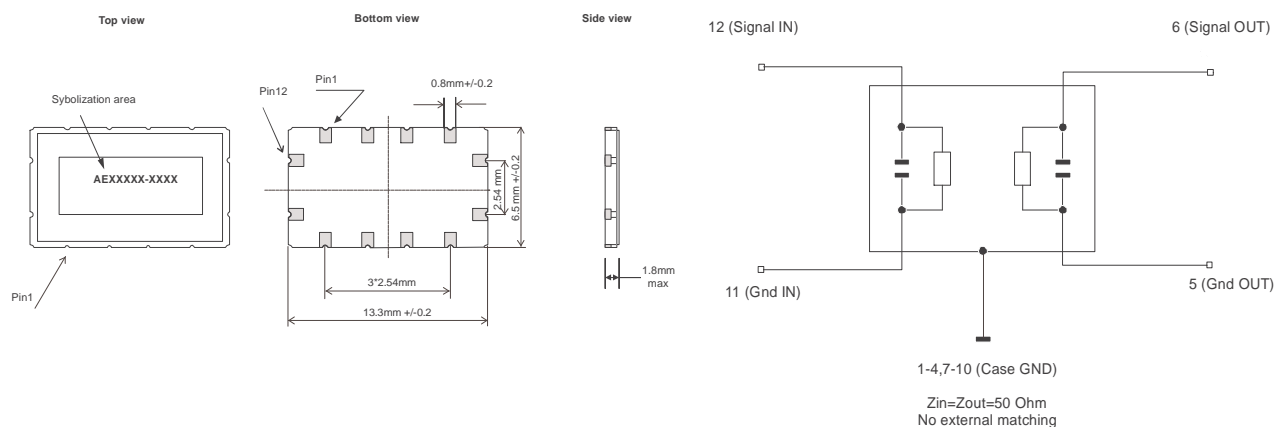 Top view
Bottom view
Side view
12 (Signal IN)
6 (Signal OUT)
Pin1
0.8mm+/-0.2
Pin12
Sybolization area
AEXXXXX-XXXX
2.54 mm
6.5 mm +/-0.2
1.8mm
max
3*2.54mm
13.3mm +/-0.2
Pin1
11 (Gnd IN)
5 (Gnd OUT)
1-4,7-10 (Case GND)
Zin=Zout=50 Ohm
No external matching